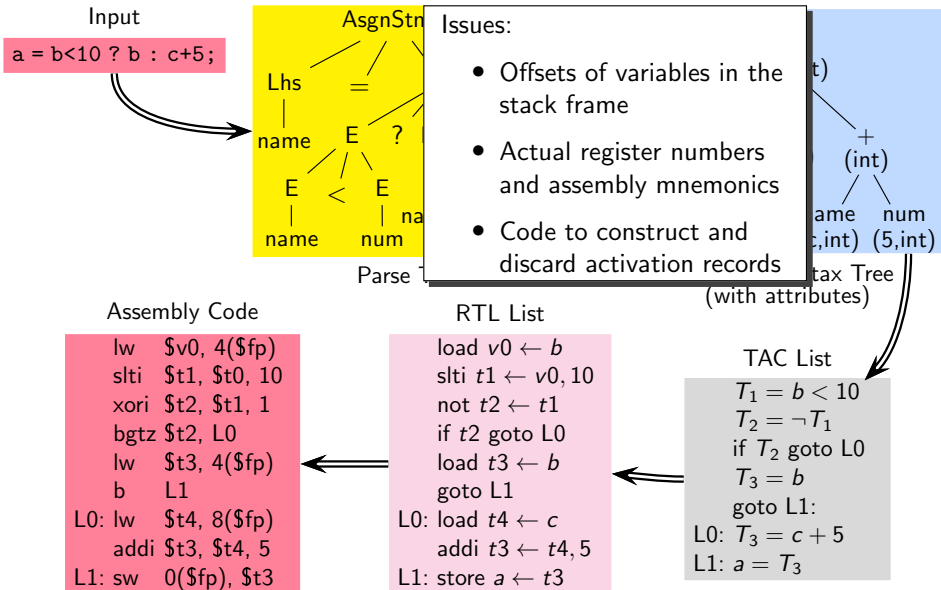 Input
a = b<10 ? b : c+5;
AsgnStm
Lhs =
name E ?
E < E
name num
Parse
Issues:
• Offsets of variables in the
stack frame
• Actual register numbers
and assembly mnemonics
• Code to construct and
discard activation records
+
(int)
num
(5,int)
Tree
(with attributes)
Assembly Code
lw $v0, 4($fp)
slti $t1, $t0, 10
xori $t2, $t1, 1
bgtz $t2, L0
lw $t3, 4($fp)
b L1
L0: lw $t4, 8($fp)
addi $t3, $t4, 5
L1: sw 0($fp), $t3
RTL List
load v0 ← b
slti t1 ← v0, 10
not t2 ← t1
if t2 goto L0
load t3 ← b
goto L1
L0: load t4 ← c
addi t3 ← t4, 5
L1: store a ← t3
TAC List
T₁ = b < 10
T₂ = ¬T₁
if T₂ goto L0
T₃ = b
goto L1:
L0: T₃ = c + 5
L1: a = T₃